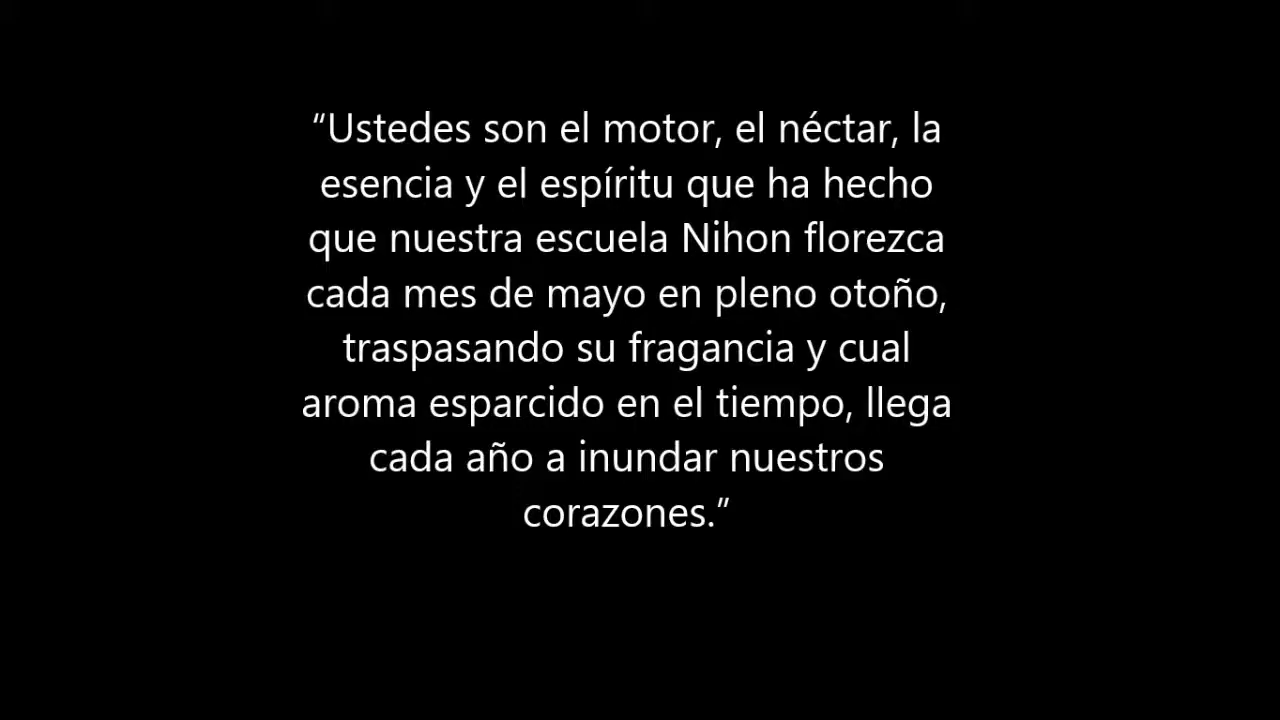 “Ustedes son el motor, el néctar, la
esencia y el espíritu que ha hecho
que nuestra escuela Nihon florezca
cada mes de mayo en pleno otoño,
traspasando su fragancia y cual
aroma esparcido en el tiempo, llega
cada año a inundar nuestros
corazones.”